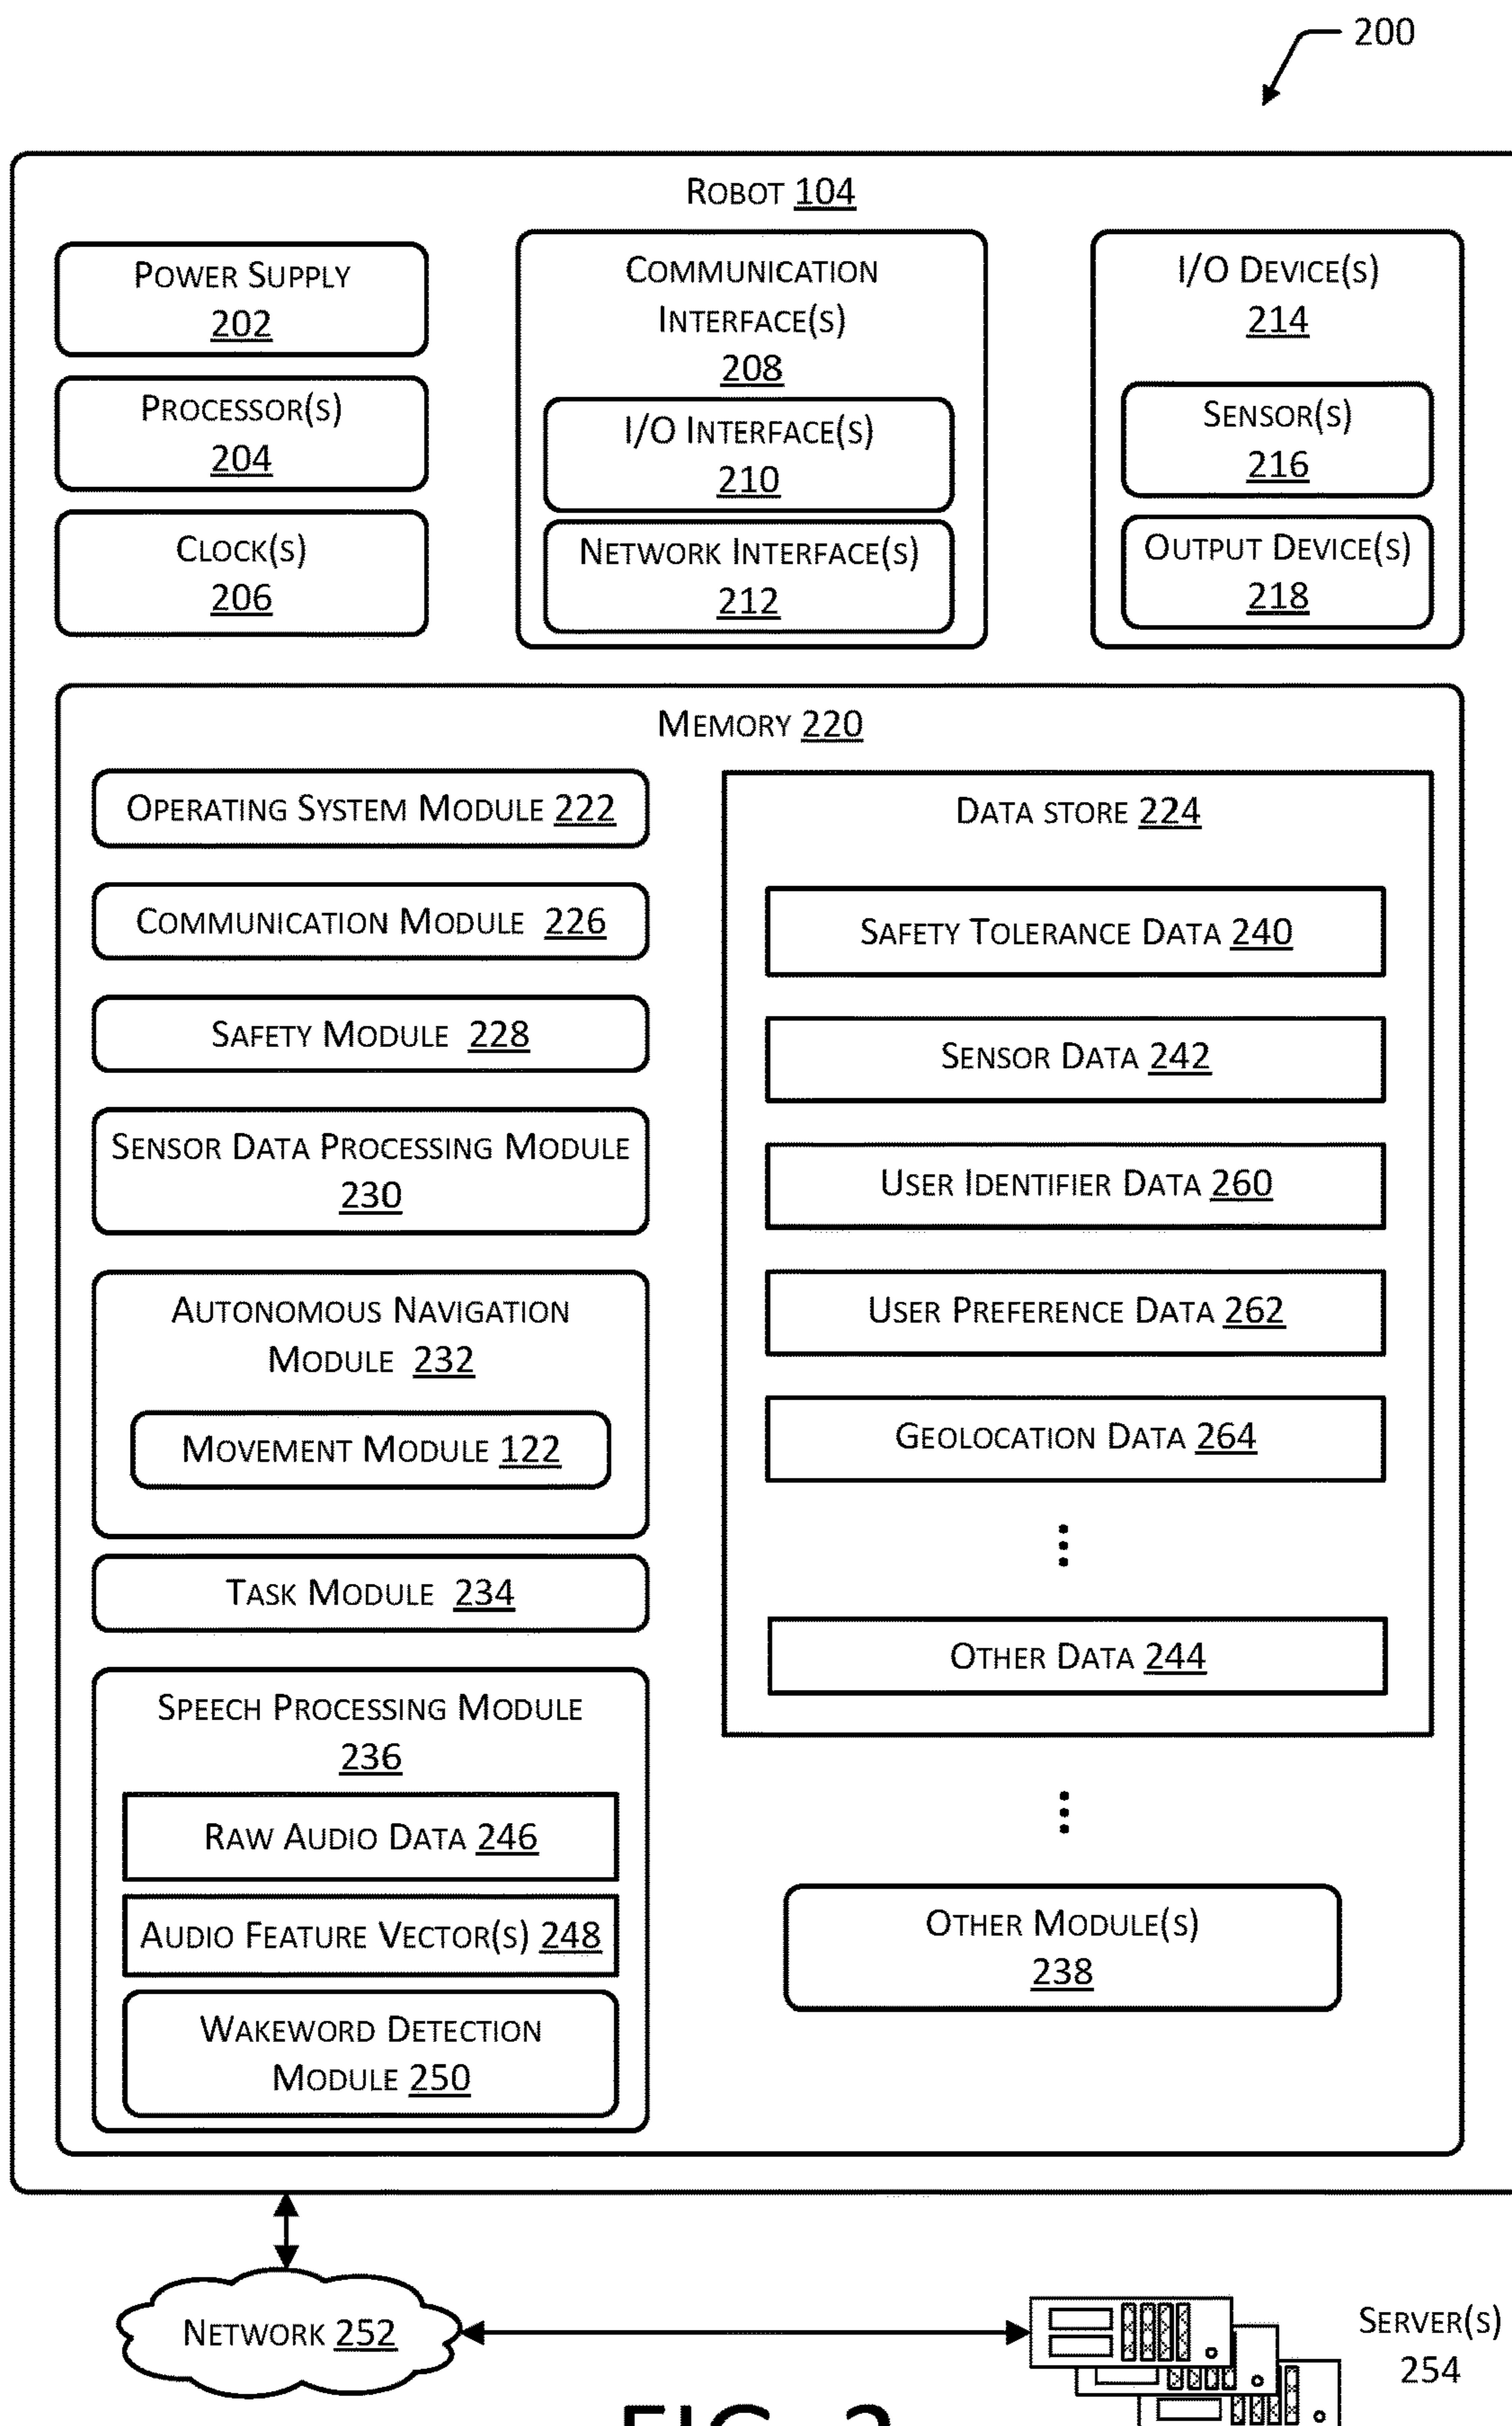 200
ROBOT 104
POWER SUPPLY
202
PROCESSOR(S)
204
CLOCK(S)
206
COMMUNICATION
INTERFACE(S)
208
I/O INTERFACE(S)
210
NETWORK INTERFACE(S)
212
I/O DEVICE(S)
214
SENSOR(S)
216
OUTPUT DEVICE(S)
218
MEMORY 220
OPERATING SYSTEM MODULE 222
COMMUNICATION MODULE 226
SAFETY MODULE 228
SENSOR DATA PROCESSING MODULE
230
AUTONOMOUS NAVIGATION
MODULE 232
MOVEMENT MODULE 122
TASK MODULE 234
SPEECH PROCESSING MODULE
236
RAW AUDIO DATA 246
AUDIO FEATURE VECTOR(S) 248
WAKEWORD DETECTION
MODULE 250
DATA STORE 224
SAFETY TOLERANCE DATA 240
SENSOR DATA 242
USER IDENTIFIER DATA 260
USER PREFERENCE DATA 262
GEOLOCATION DATA 264
OTHER DATA 244
OTHER MODULE(S)
238
NETWORK 252
SERVER(S)
254